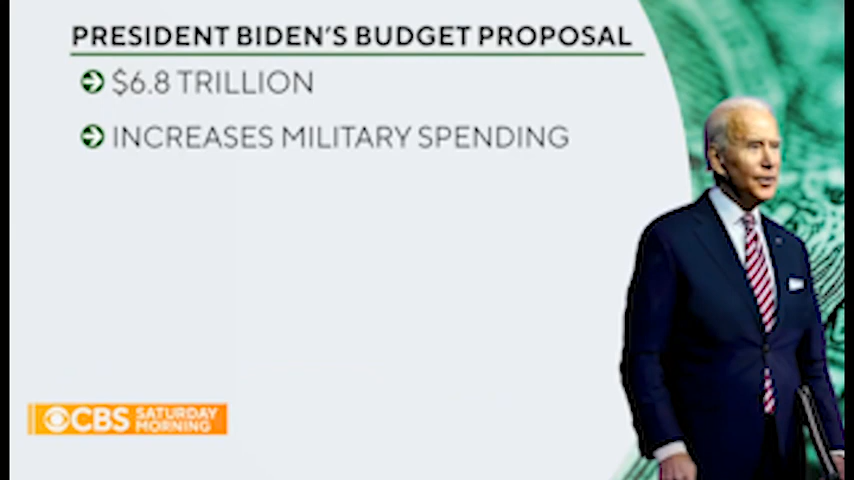 PRESIDENT BIDEN'S BUDGET PROPOSAL
$6.8 TRILLION
INCREASES MILITARY SPENDING
CBS SATURDAY
MORNING